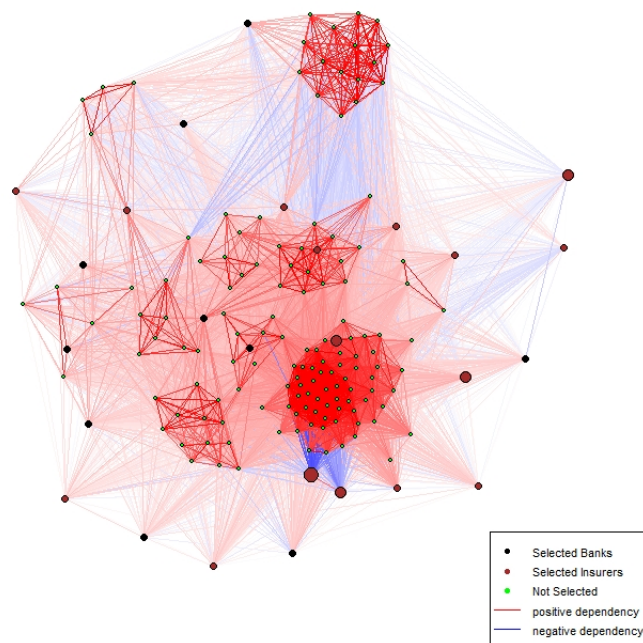 Selected Banks
Selected Insurers
Not Selected
positive dependency
negative dependency